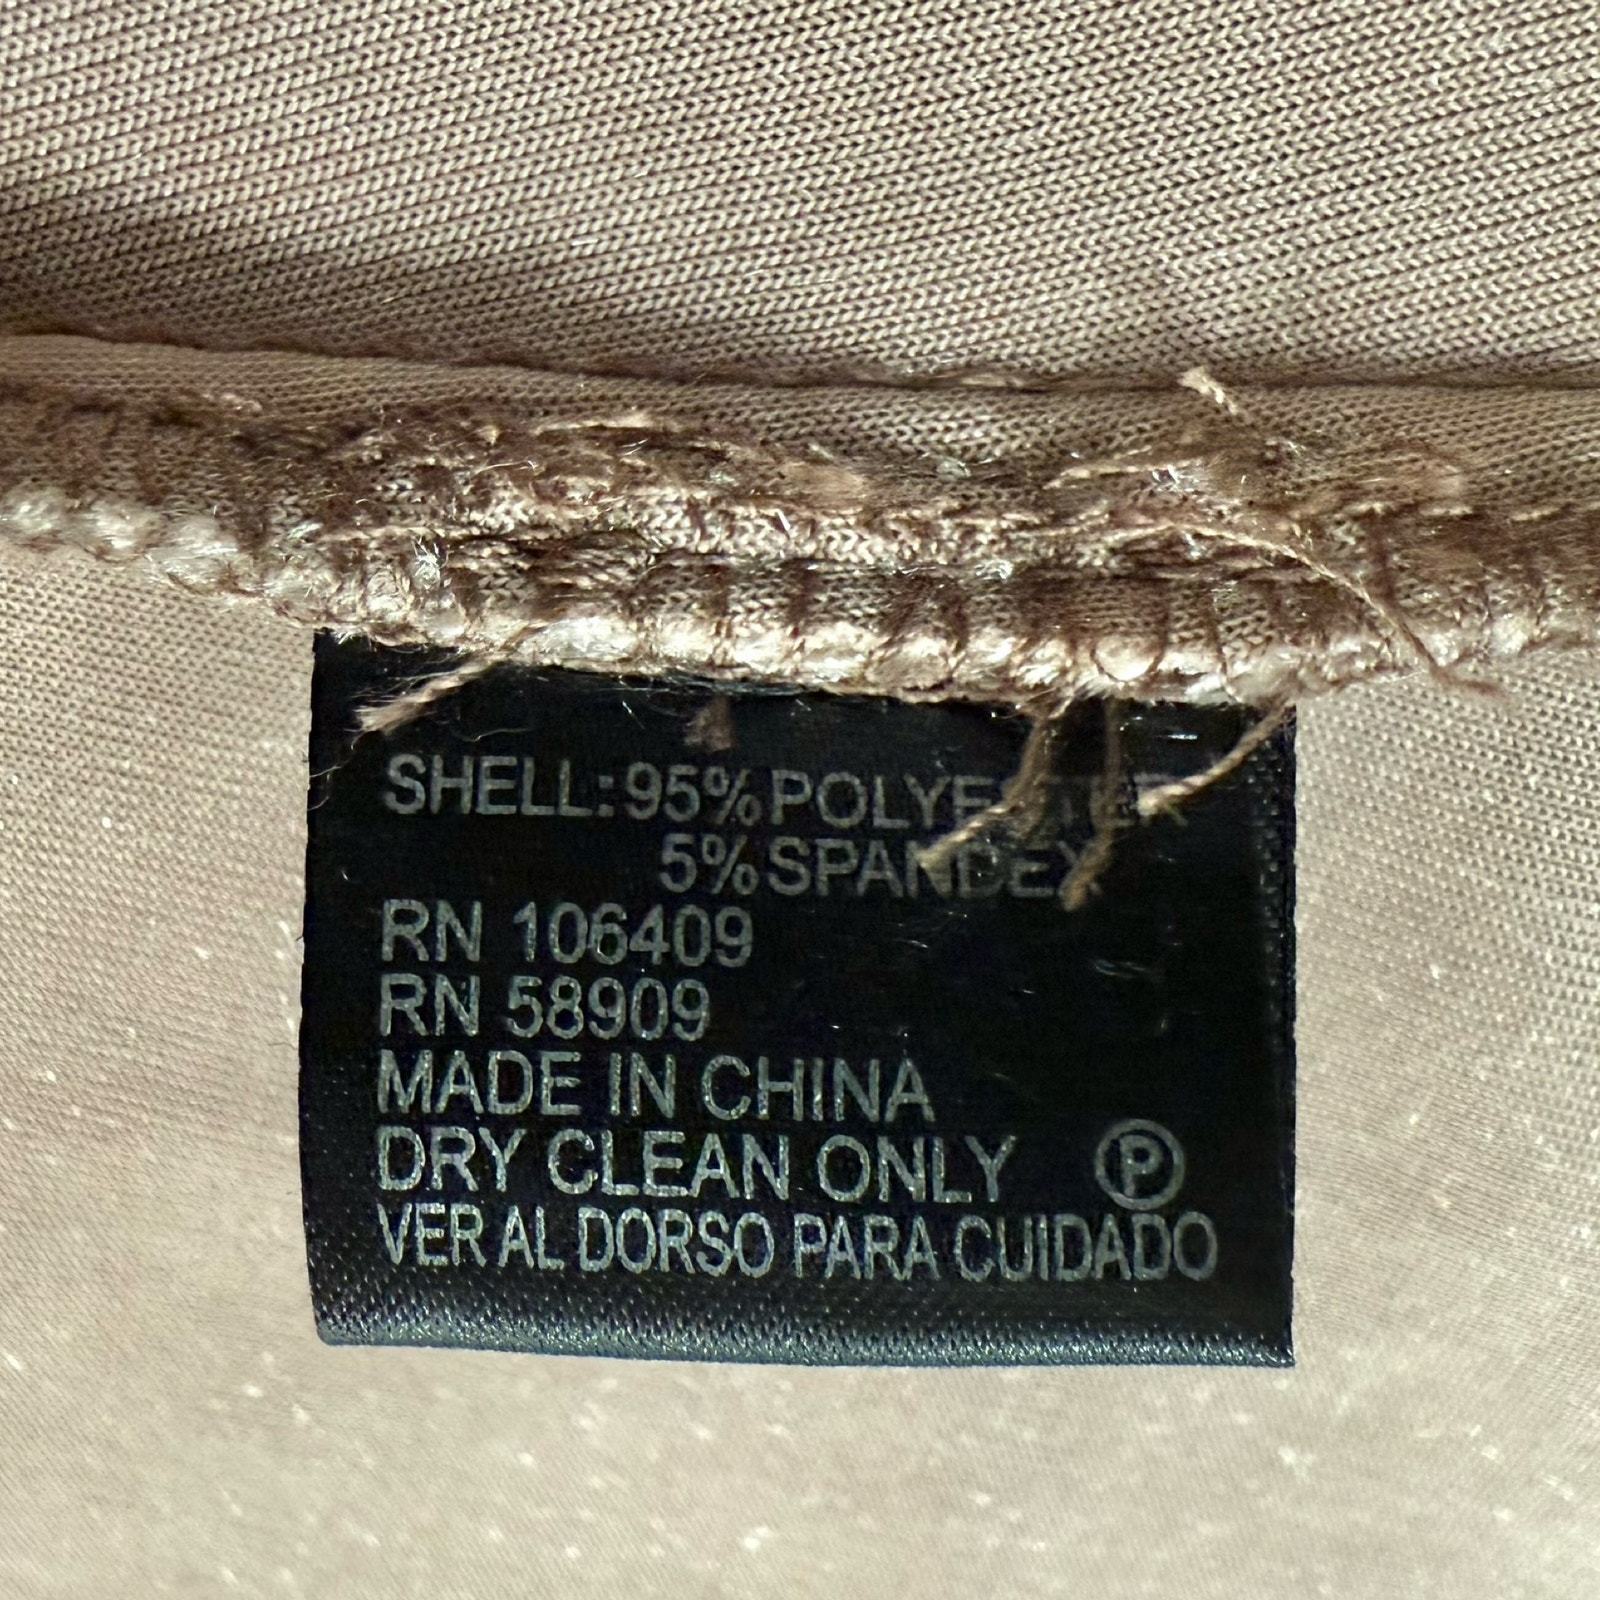 SHELL: 95% POLYESTER
5% SPANDEX
RN 106409
RN 58909
MADE IN CHINA
DRY CLEAN ONLY Ⓟ
VER AL DORSO PARA CUIDADO